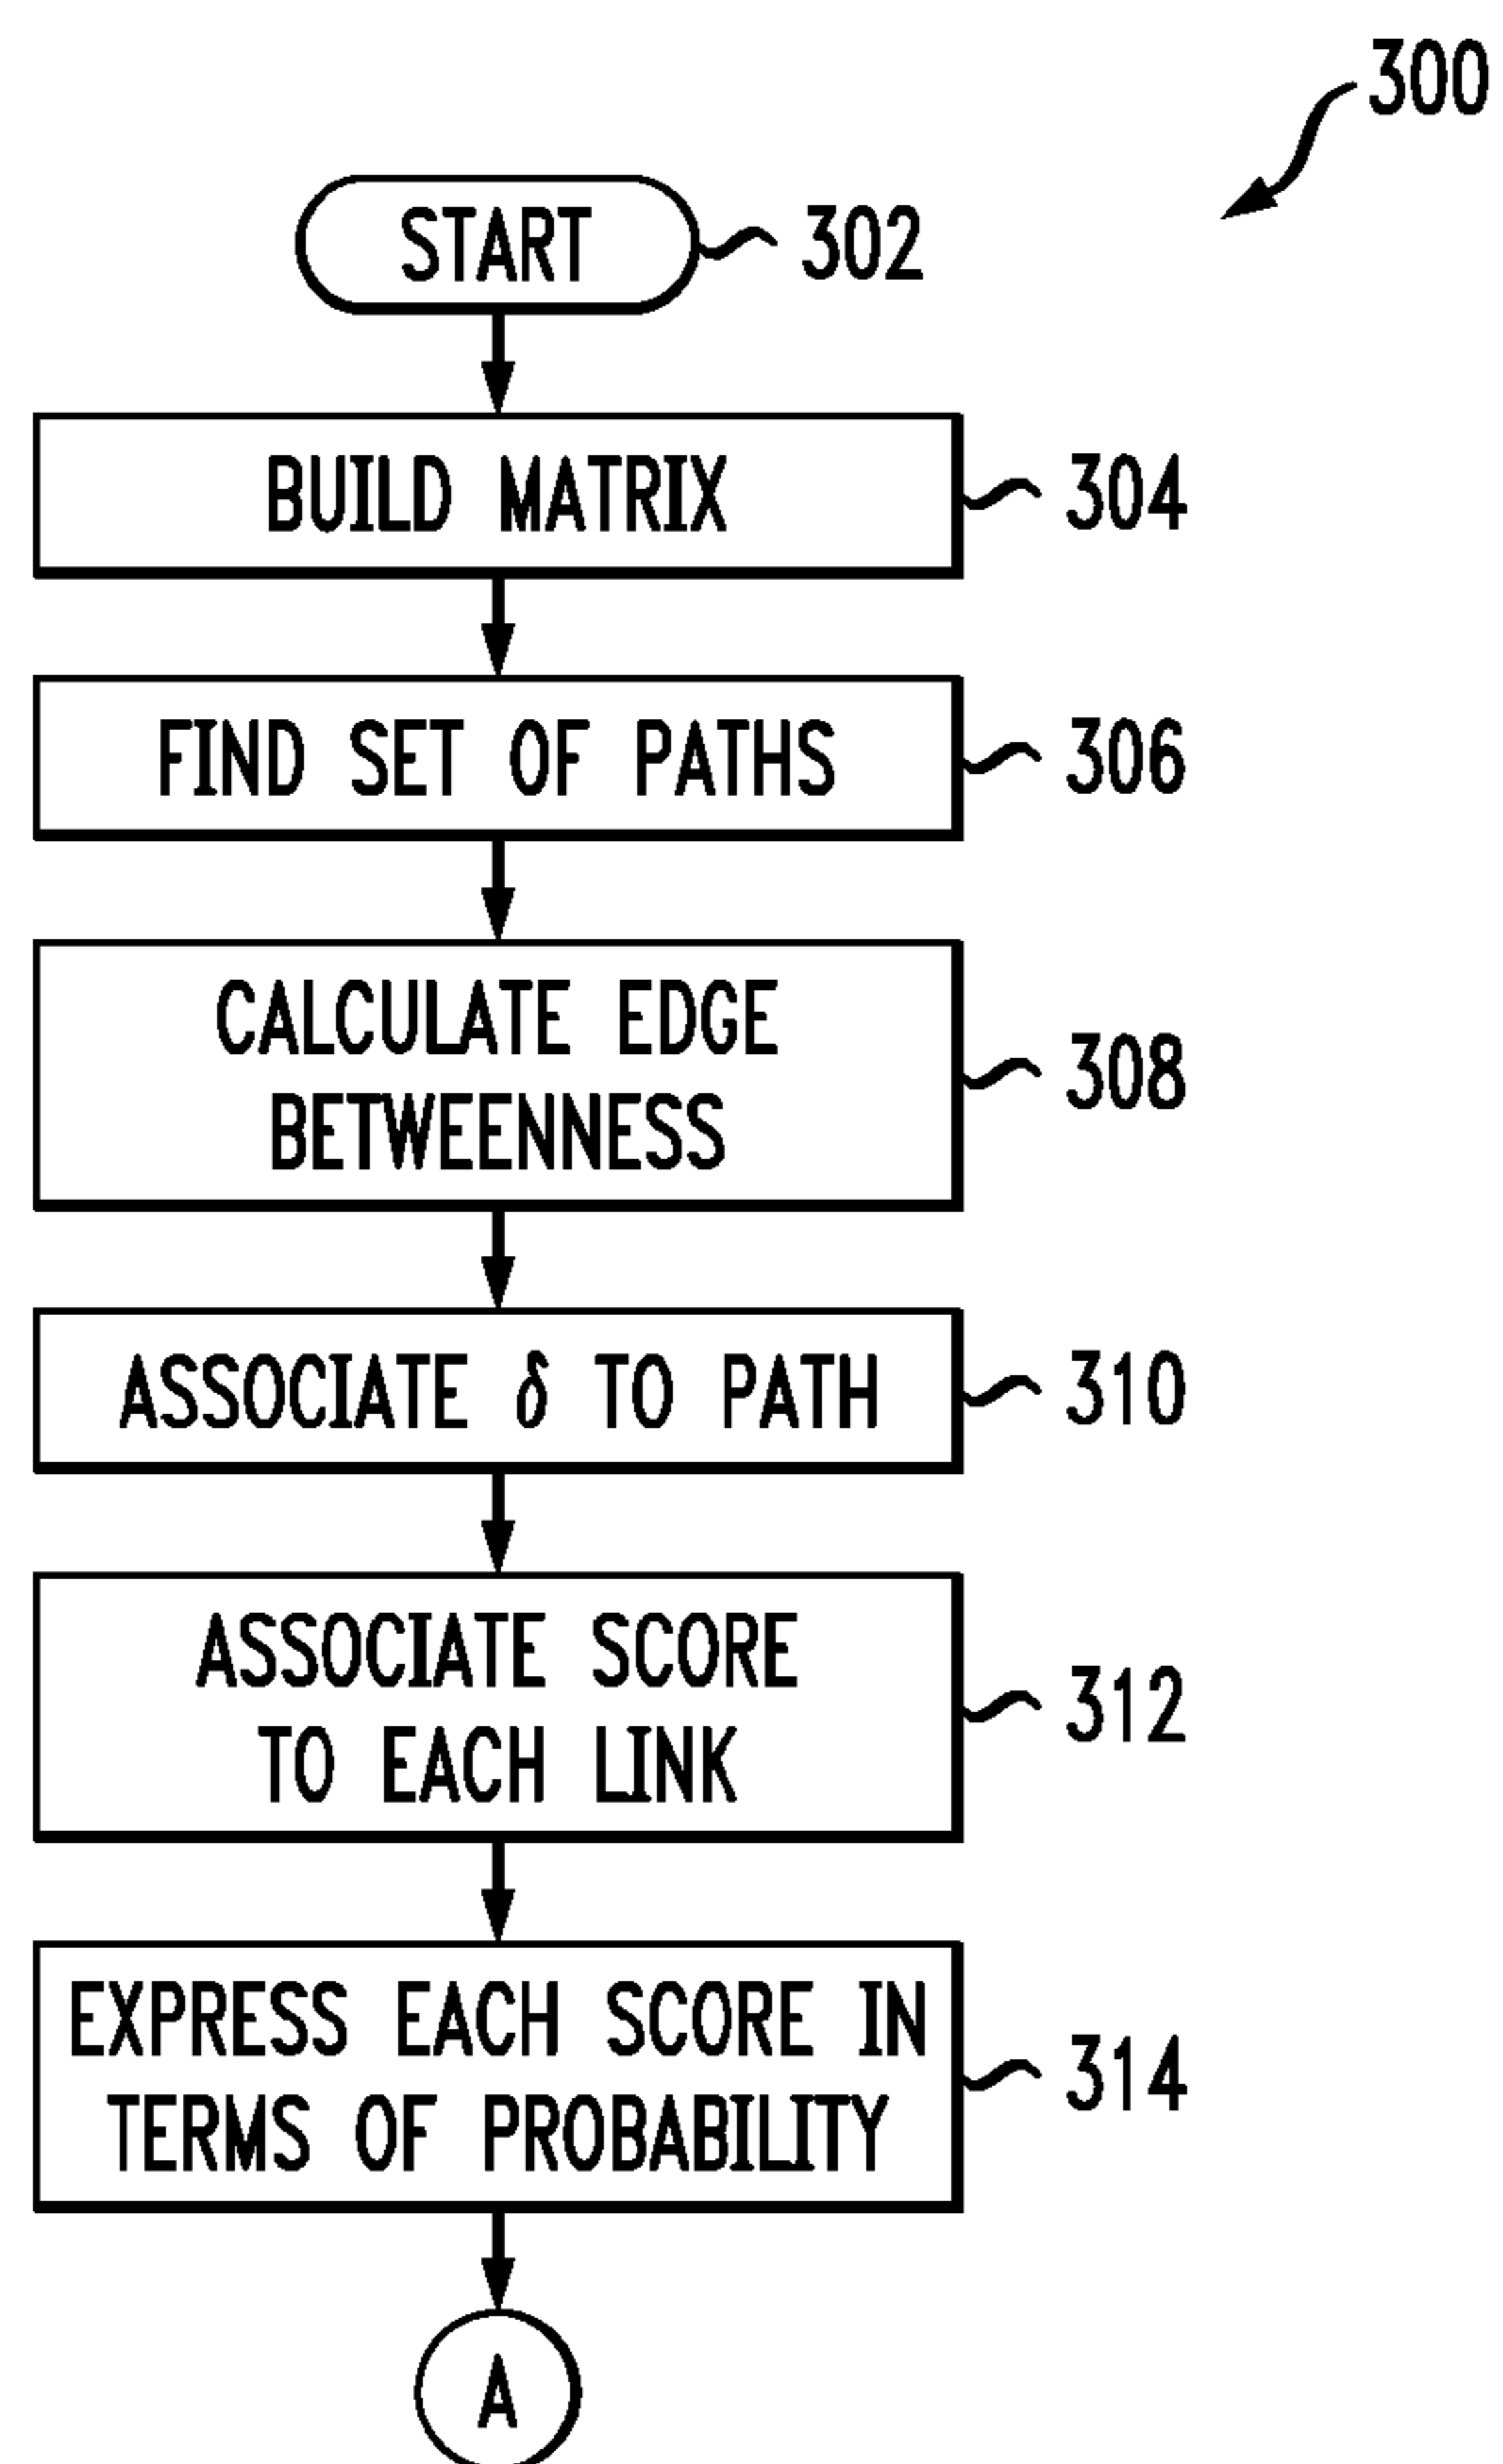 300
START 302
BUILD MATRIX 304
FIND SET OF PATHS 306
CALCULATE EDGE
BETWEENNESS
308
ASSOCIATE δ TO PATH 310
ASSOCIATE SCORE
TO EACH LINK
312
EXPRESS EACH SCORE IN
TERMS OF PROBABILITY
314
A